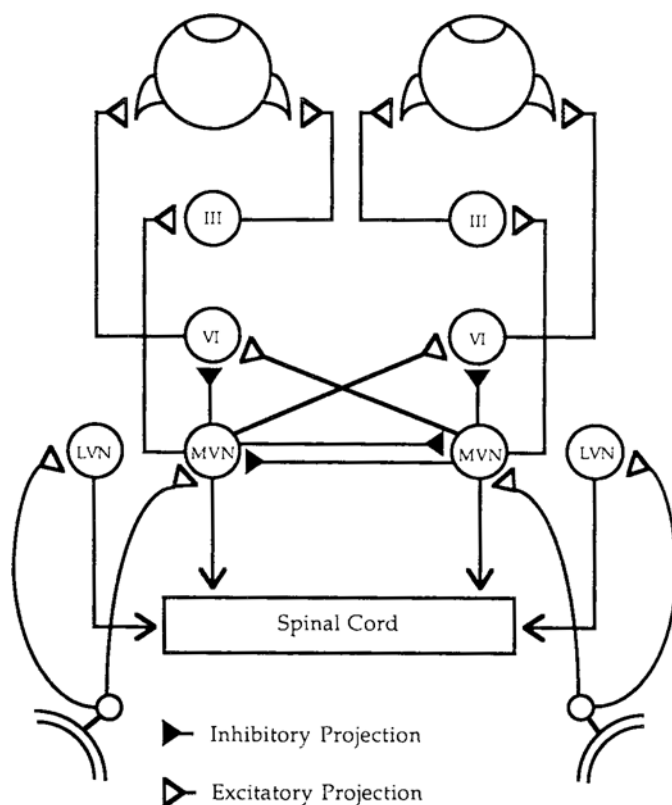 III III
VI VI
LVN MVN MVN LVN
Spinal Cord
Inhibitory Projection
Excitatory Projection